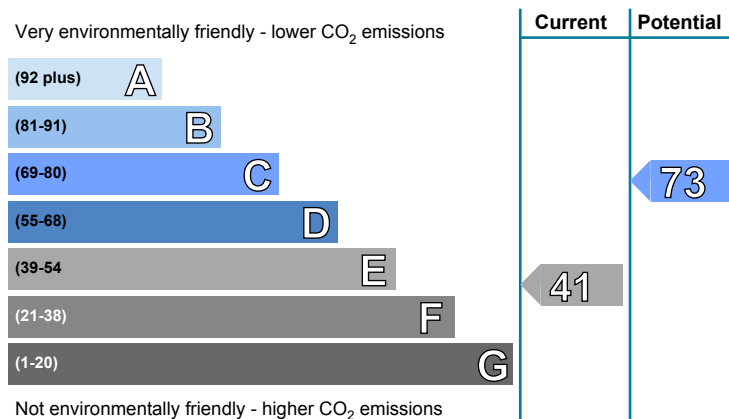 Current Potential
Very environmentally friendly - lower CO₂ emissions
(92 plus) A
(81-91) B
(69-80) C
73
(55-68) D
(39-54 E
41
(21-38) F
(1-20) G
Not environmentally friendly - higher CO₂ emissions